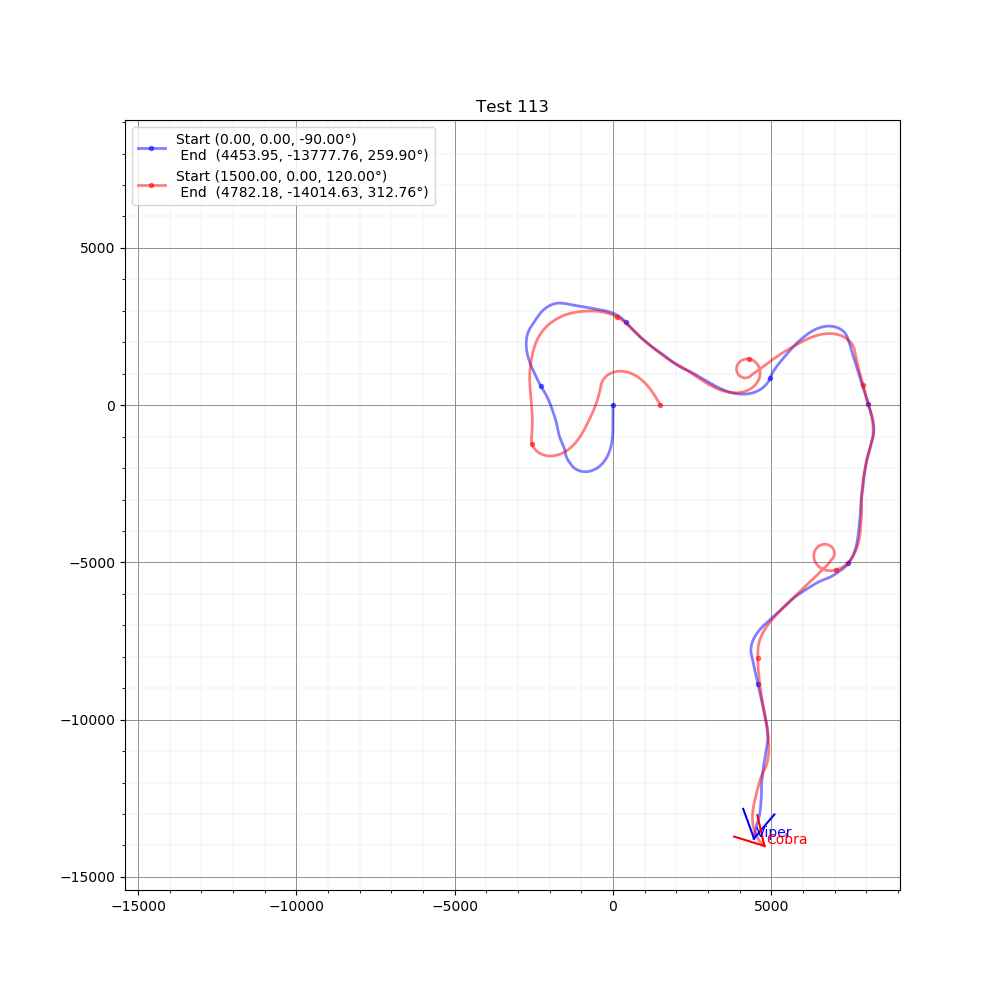 Test 113
Start (0.00, 0.00, -90.00°)
End  (4453.95, -13777.76, 259.90°)
Start (1500.00, 0.00, 120.00°)
End  (4782.18, -14014.63, 312.76°)
5000
0
−5000
−10000
−15000
Viper
Cobra
−15000
−10000
−5000
0
5000